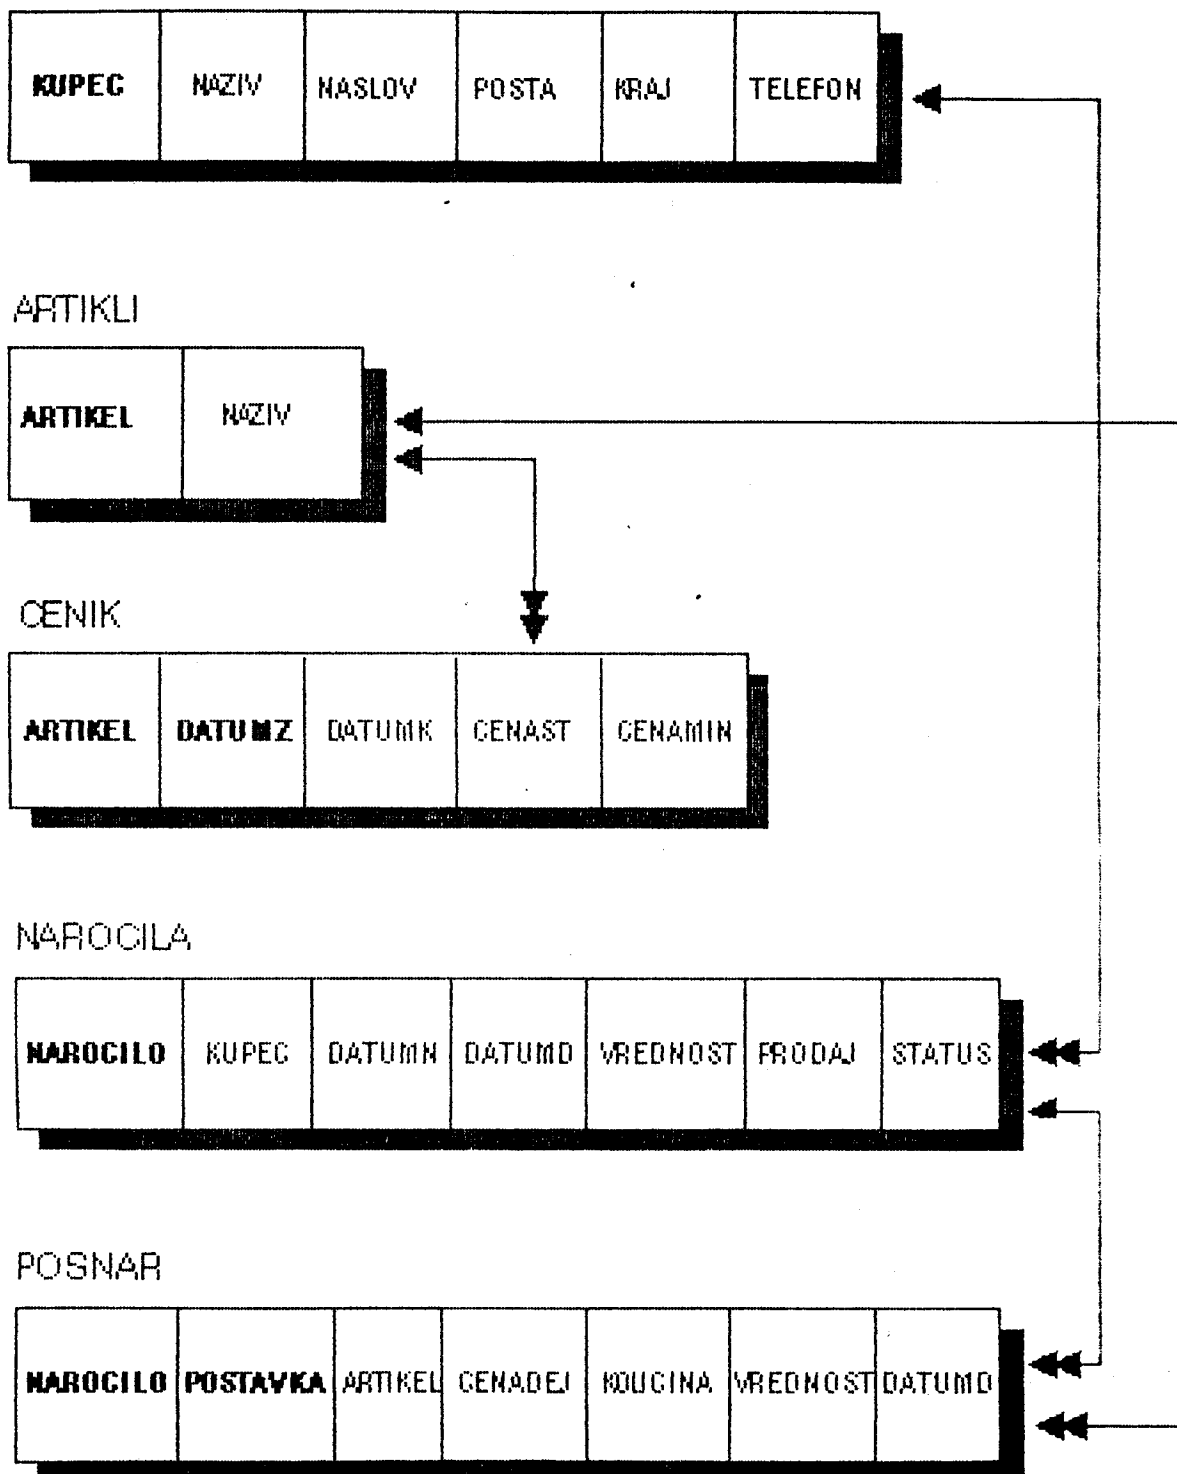 KUPEC NAZIV NASLOV POSTA KRAJ TELEFON
ARTIKLI
ARTIKEL NAZIV
CENIK
ARTIKEL DATUMZ DATUMK CENAST CENAMIN
NAROCILA
NAROCILO KUPEC DATUMN DATUMD VREDNOST PRODAJ STATUS
POSNAR
NAROCILO POSTAVKA ARTIKEL CENADEJ KOLICINA VREDNOST DATUMD